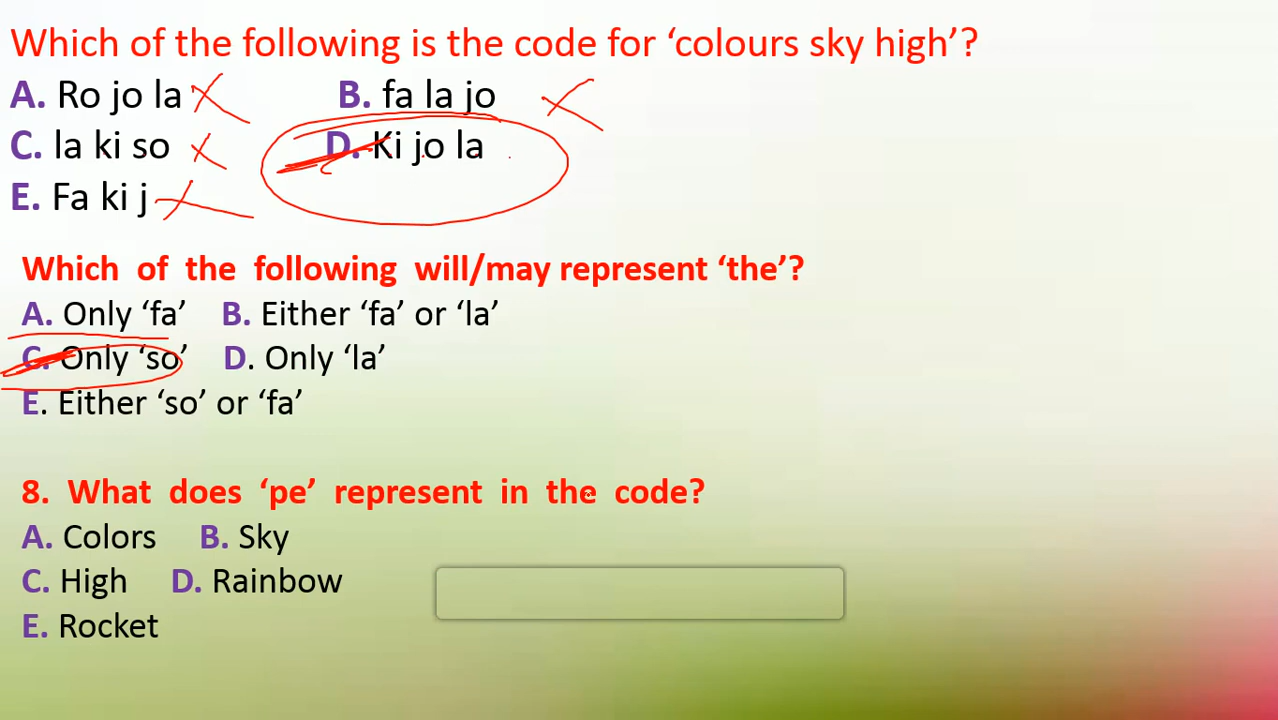 Which of the following is the code for ‘colours sky high’?
A. Ro jo la B. fa la jo
C. la ki so D. Ki jo la
E. Fa ki j
Which of the following will/may represent ‘the’?
A. Only ‘fa’ B. Either ‘fa’ or ‘la’
C. Only ‘so’ D. Only ‘la’
E. Either ‘so’ or ‘fa’
8. What does ‘pe’ represent in the code?
A. Colors B. Sky
C. High D. Rainbow
E. Rocket